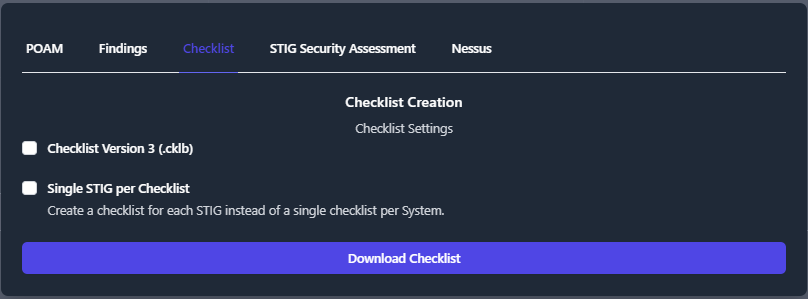 POAM Findings Checklist STIG Security Assessment Nessus
Checklist Creation
Checklist Settings
Checklist Version 3 (.cklb)
Single STIG per Checklist
Create a checklist for each STIG instead of a single checklist per System.
Download Checklist